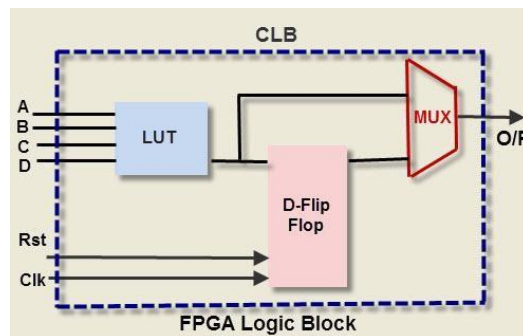 CLB
A
B
C
D
LUT
MUX
O/P
D-Flip
Flop
Rst
Clk
FPGA Logic Block